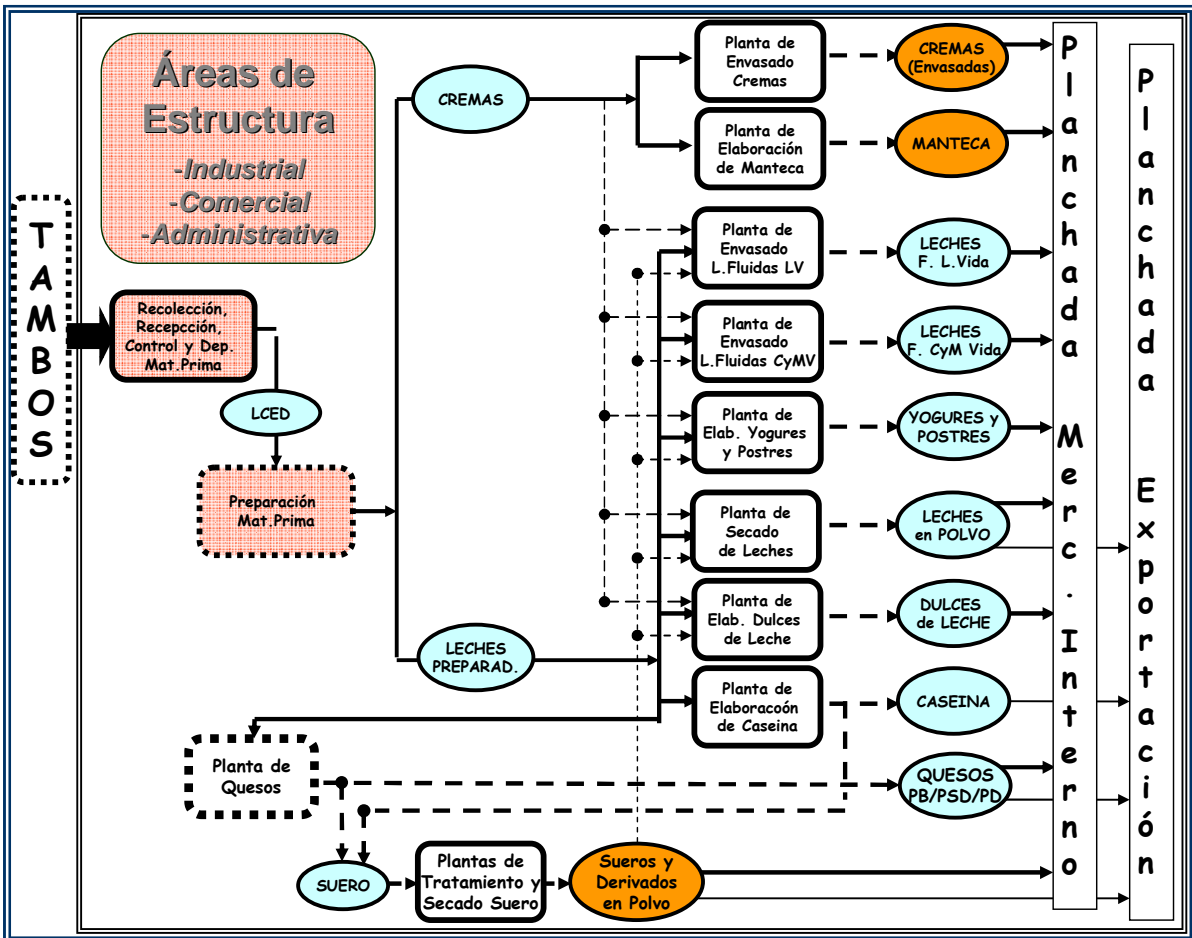 Áreas de
Estructura
-Industrial
-Comercial
-Administrativa
TAMBOS
Recolección,
Recepcción,
Control y Dep.
Mat.Prima
LCED
Preparación
Mat.Prima
CREMAS
LECHES
PREPARAD.
Planta de
Envasado
Cremas
CREMAS
(Envasadas)
Planta de
Elaboración
de Manteca
MANTECA
Planta de
Envasado
L.Fluidas LV
LECHES
F. L.Vida
Planta de
Envasado
L.Fluidas CyMV
LECHES
F. CyM Vida
Planta de
Elab. Yogures
y Postres
YOGURES y
POSTRES
Planta de
Secado
de Leches
LECHES
en POLVO
Planta de
Elab. Dulces
de Leche
DULCES
de LECHE
Planta de
Elaboracoón
de Caseina
CASEINA
Planta de
Quesos
QUESOS
PB/PSD/PD
SUERO
Plantas de
Tratamiento y
Secado Suero
Sueros y
Derivados
en Polvo
Planchada Merc. Interno
Planchada Exportación